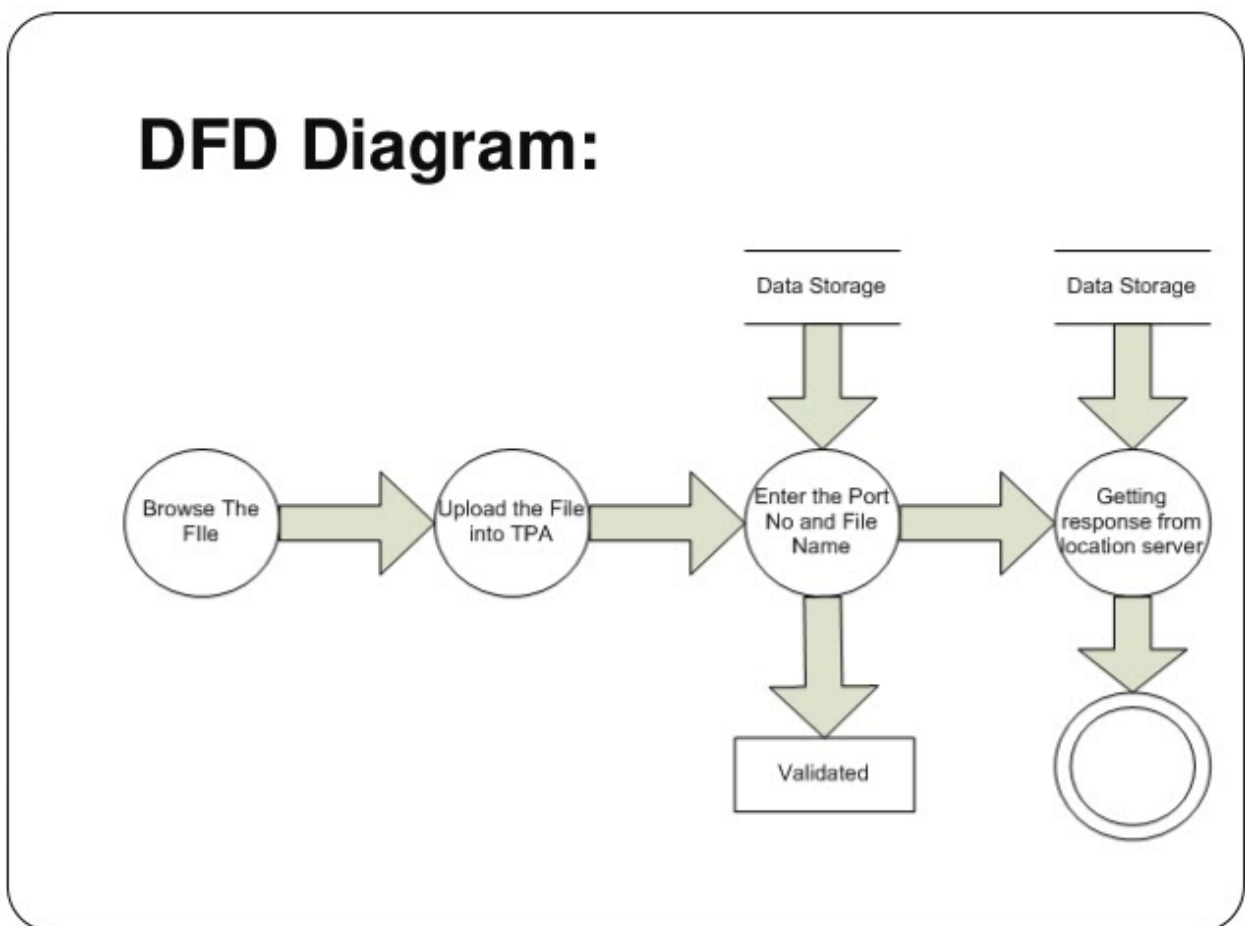 DFD Diagram:
Data Storage
Data Storage
Browse The
FIle
Upload the File
into TPA
Enter the Port
No and File
Name
Getting
response from
location server
Validated